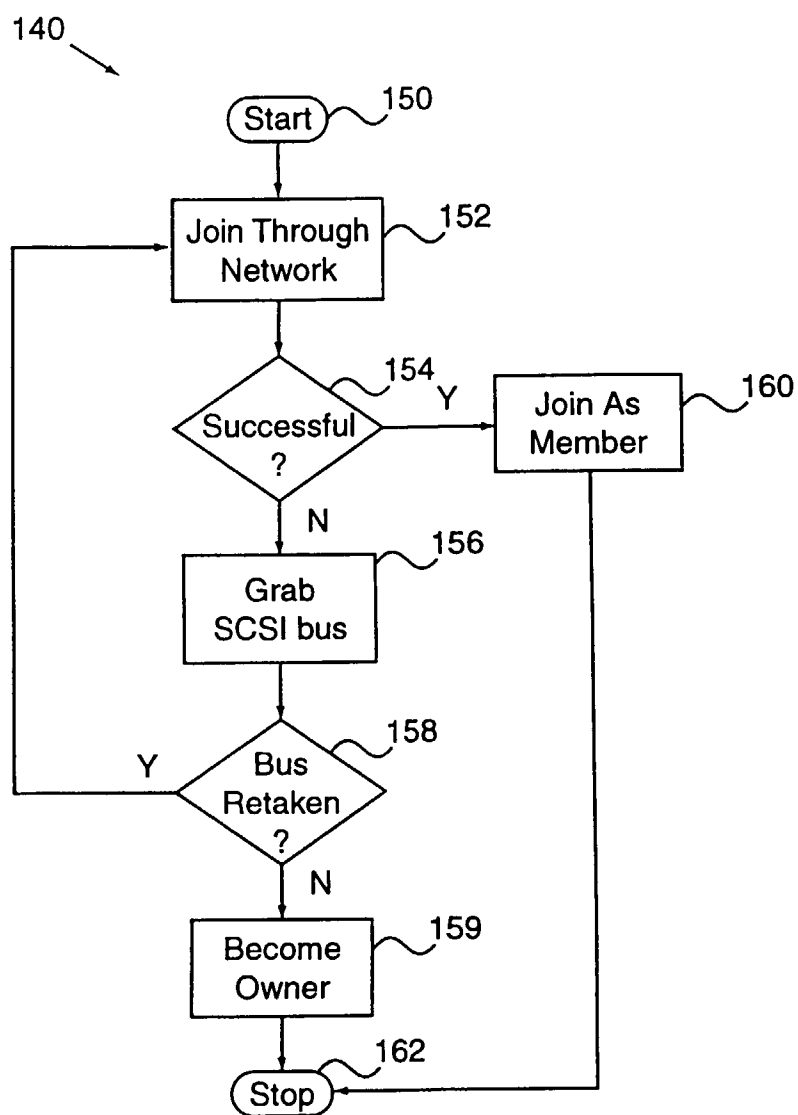 140
Start
150
Join Through
Network
152
Successful
?
154
Y
Join As
Member
160
N
Grab
SCSI bus
156
Bus
Retaken
?
158
Y
N
Become
Owner
159
Stop
162